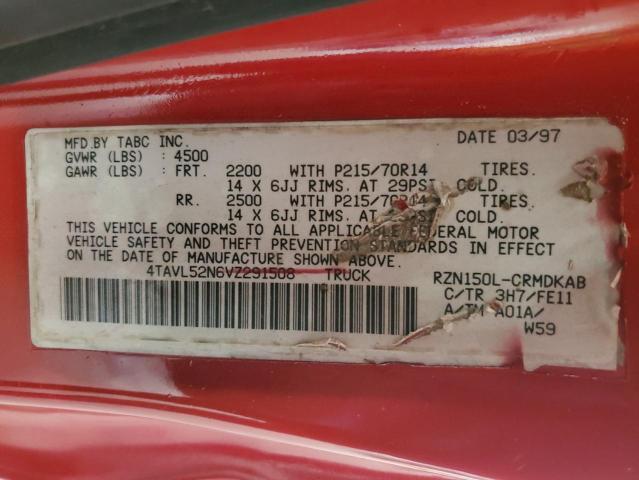 MFD.BY TABC INC. DATE 03/97
GVWR (LBS) : 4500
GAWR (LBS) : FRT. 2200 WITH P215/70R14 TIRES.
14 X 6JJ RIMS. AT 29PSI COLD.
RR. 2500 WITH P215/70R14 TIRES.
14 X 6JJ RIMS. AT COLD.
THIS VEHICLE CONFORMS TO ALL APPLICABLE FEDERAL MOTOR
VEHICLE SAFETY AND THEFT PREVENTION STANDARDS IN EFFECT
ON THE DATE OF MANUFACTURE SHOWN ABOVE.
4TAVL52N6VZ291508 TRUCK RZN150L-CRMDKAB
C/TR 3H7/FE11
A01A/
W59